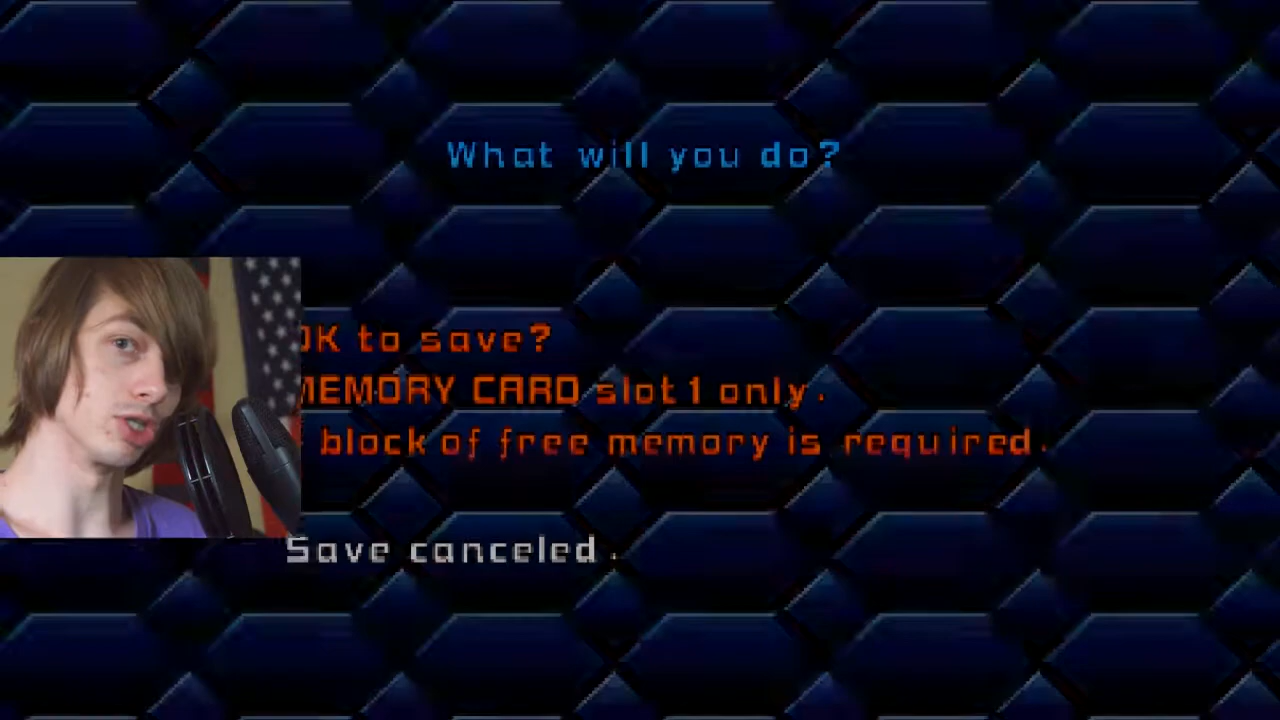 What will you do?
OK to save?
MEMORY CARD slot 1 only.
block of free memory is required.
Save canceled.